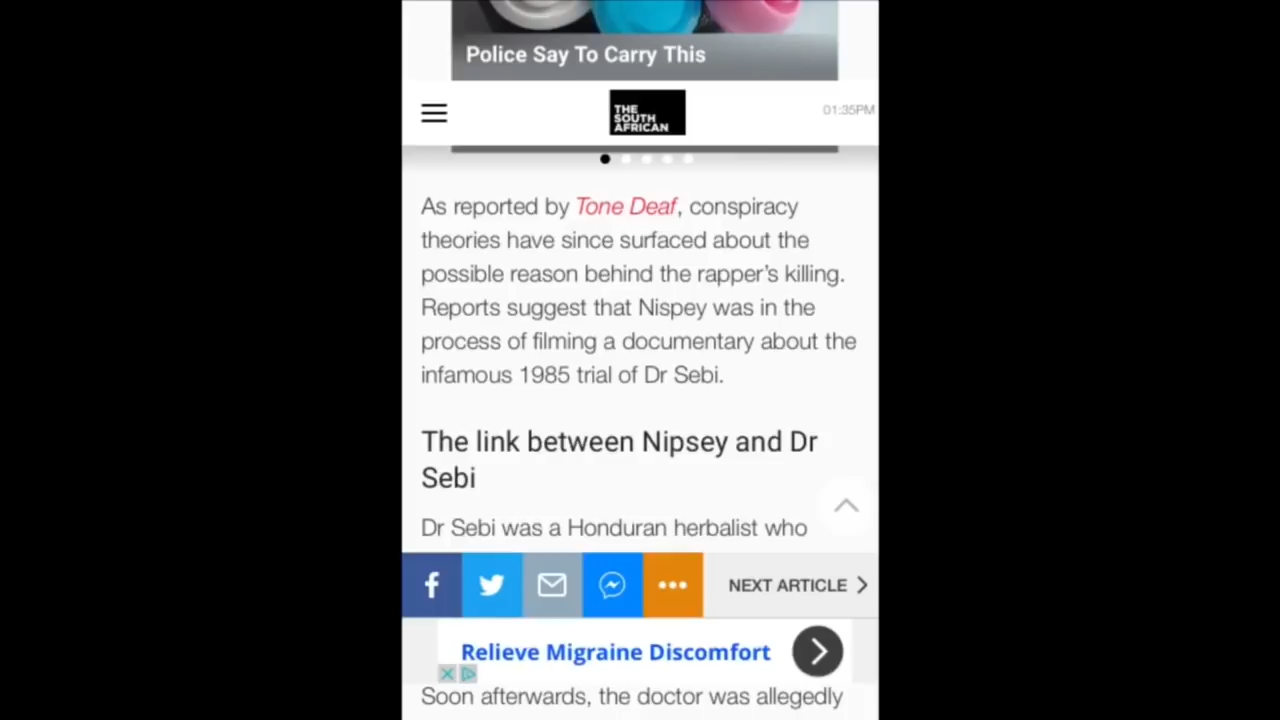 Police Say To Carry This
THE
SOUTH
AFRICAN
01:35PM
As reported by Tone Deaf, conspiracy
theories have since surfaced about the
possible reason behind the rapper's killing.
Reports suggest that Nispey was in the
process of filming a documentary about the
infamous 1985 trial of Dr Sebi.
The link between Nipsey and Dr
Sebi
Dr Sebi was a Honduran herbalist who
NEXT ARTICLE
Relieve Migraine Discomfort
Soon afterwards, the doctor was allegedly